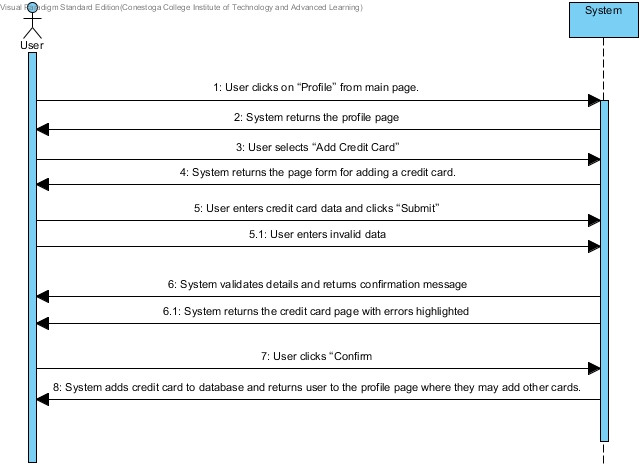 Visual Paradigm Standard Edition(Conestoga College Institute of Technology and Advanced Learning)
System
User
1: User clicks on “Profile” from main page.
2: System returns the profile page
3: User selects “Add Credit Card”
4: System returns the page form for adding a credit card.
5: User enters credit card data and clicks “Submit”
5.1: User enters invalid data
6: System validates details and returns confirmation message
6.1: System returns the credit card page with errors highlighted
7: User clicks “Confirm
8: System adds credit card to database and returns user to the profile page where they may add other cards.